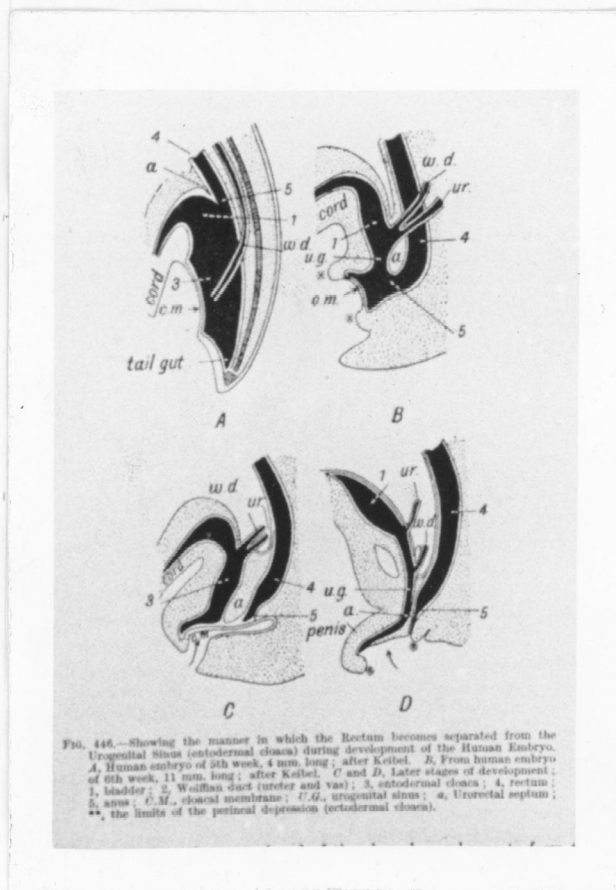 4
a
5
1
w.d.
3
cord
c.m
tail gut
A
w.d.
ur.
cord
1
4
u.g.
a
*
c.m.
*
5
B
w.d.
ur.
cord
3
4
a
5
**
*
C
1
ur.
4
w.d.
u.g.
a
5
penis
*
*
D
FIG. 446.—Showing the manner in which the Rectum becomes separated from the
Urogenital Sinus (entodermal cloaca) during development of the Human Embryo.
A, Human embryo of 5th week, 4 mm. long; after Keibel. B, From human embryo
of 6th week, 11 mm. long; after Keibel. C and D, Later stages of development;
1, bladder; 2, Wolffian duct (ureter and vas); 3, entodermal cloaca; 4, rectum;
5, anus; C.M., cloacal membrane; U.G., urogenital sinus; a, Urorectal septum;
**, the limits of the perineal depression (ectodermal cloaca).